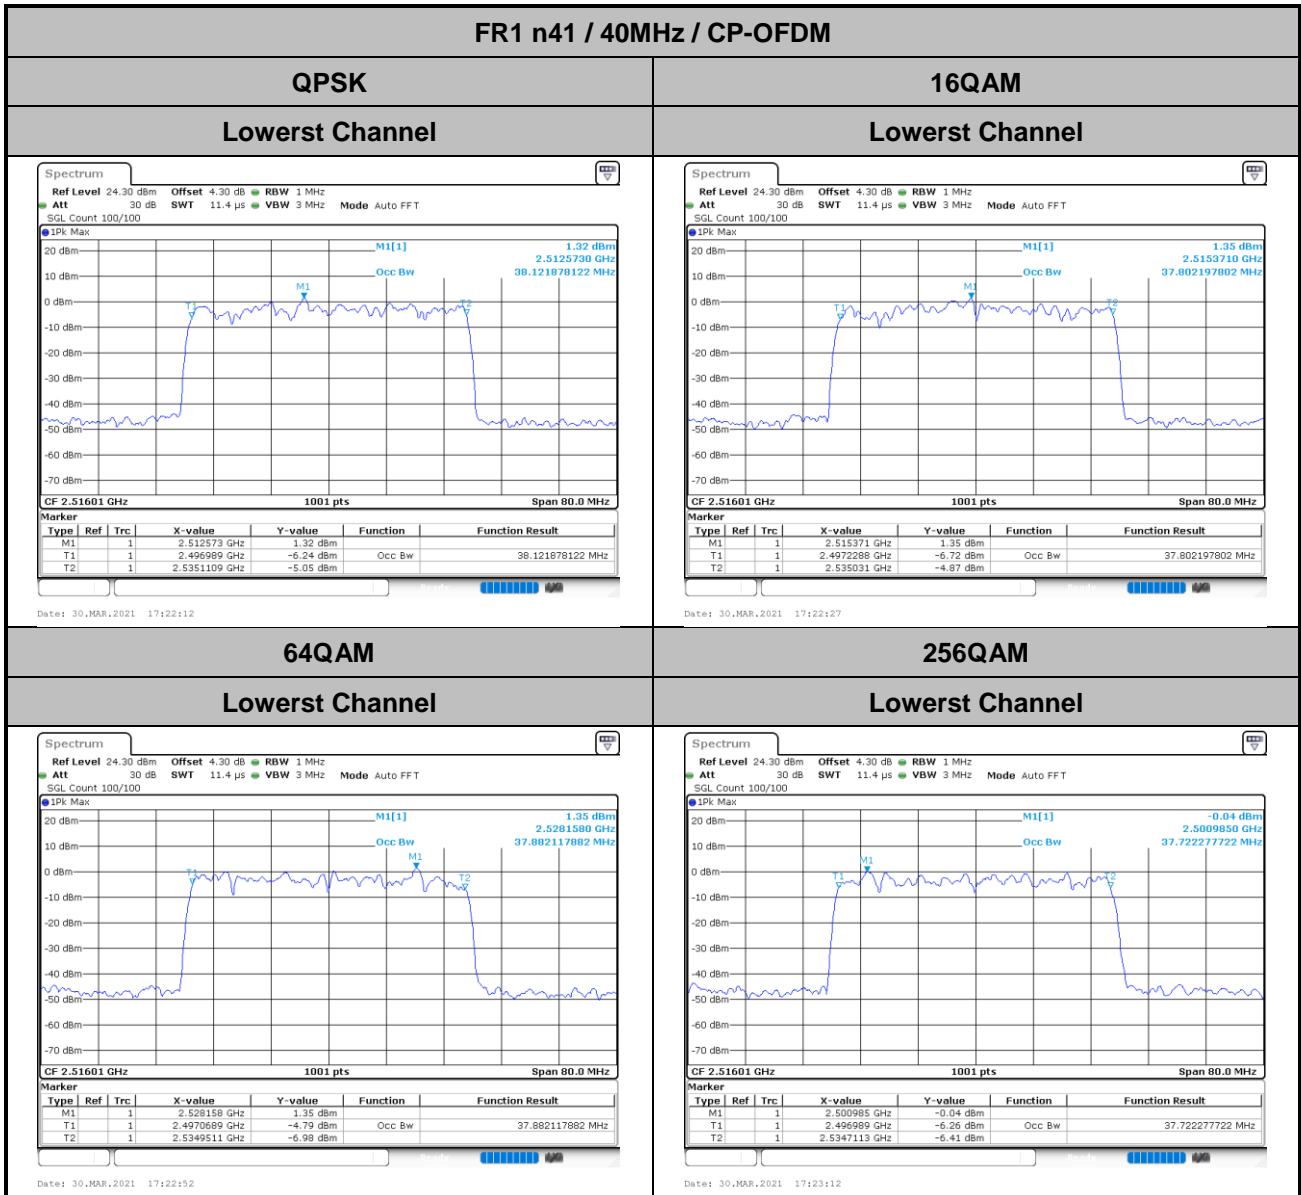 FR1 n41 / 40MHz / CP-OFDM
QPSK
16QAM
Lowerst Channel
Lowerst Channel
Spectrum
Ref Level 24.30 dBm Offset 4.30 dB RBW 1 MHz
Att 30 dB SWT 11.4 µs VBW 3 MHz Mode Auto FFT
SGL Count 100/100
1Pk Max
M1[1] 1.32 dBm
2.5125730 GHz
Occ Bw 38.121878122 MHz
20 dBm
10 dBm
0 dBm
-10 dBm
-20 dBm
-30 dBm
-40 dBm
-50 dBm
-60 dBm
-70 dBm
M1
T1
T2
CF 2.51601 GHz 1001 pts Span 80.0 MHz
Marker
Type Ref Trc X-value Y-value Function Function Result
M1 1 2.512573 GHz 1.32 dBm
T1 1 2.496989 GHz -6.24 dBm Occ Bw 38.121878122 MHz
T2 1 2.5351109 GHz -5.05 dBm
Date: 30.MAR.2021 17:22:12
Spectrum
Ref Level 24.30 dBm Offset 4.30 dB RBW 1 MHz
Att 30 dB SWT 11.4 µs VBW 3 MHz Mode Auto FFT
SGL Count 100/100
1Pk Max
M1[1] 1.35 dBm
2.5153710 GHz
Occ Bw 37.802197802 MHz
20 dBm
10 dBm
0 dBm
-10 dBm
-20 dBm
-30 dBm
-40 dBm
-50 dBm
-60 dBm
-70 dBm
M1
T1
T2
CF 2.51601 GHz 1001 pts Span 80.0 MHz
Marker
Type Ref Trc X-value Y-value Function Function Result
M1 1 2.515371 GHz 1.35 dBm
T1 1 2.4972288 GHz -6.72 dBm Occ Bw 37.802197802 MHz
T2 1 2.535031 GHz -4.87 dBm
Date: 30.MAR.2021 17:22:27
64QAM
256QAM
Lowerst Channel
Lowerst Channel
Spectrum
Ref Level 24.30 dBm Offset 4.30 dB RBW 1 MHz
Att 30 dB SWT 11.4 µs VBW 3 MHz Mode Auto FFT
SGL Count 100/100
1Pk Max
M1[1] 1.35 dBm
2.5281580 GHz
Occ Bw 37.882117882 MHz
20 dBm
10 dBm
0 dBm
-10 dBm
-20 dBm
-30 dBm
-40 dBm
-50 dBm
-60 dBm
-70 dBm
M1
T1
T2
CF 2.51601 GHz 1001 pts Span 80.0 MHz
Marker
Type Ref Trc X-value Y-value Function Function Result
M1 1 2.528158 GHz 1.35 dBm
T1 1 2.4970689 GHz -4.79 dBm Occ Bw 37.882117882 MHz
T2 1 2.5349511 GHz -6.98 dBm
Date: 30.MAR.2021 17:22:52
Spectrum
Ref Level 24.30 dBm Offset 4.30 dB RBW 1 MHz
Att 30 dB SWT 11.4 µs VBW 3 MHz Mode Auto FFT
SGL Count 100/100
1Pk Max
M1[1] -0.04 dBm
2.5009850 GHz
Occ Bw 37.722277722 MHz
20 dBm
10 dBm
0 dBm
-10 dBm
-20 dBm
-30 dBm
-40 dBm
-50 dBm
-60 dBm
-70 dBm
M1
T1
T2
CF 2.51601 GHz 1001 pts Span 80.0 MHz
Marker
Type Ref Trc X-value Y-value Function Function Result
M1 1 2.500985 GHz -0.04 dBm
T1 1 2.496989 GHz -6.26 dBm Occ Bw 37.722277722 MHz
T2 1 2.5347113 GHz -6.41 dBm
Date: 30.MAR.2021 17:23:12